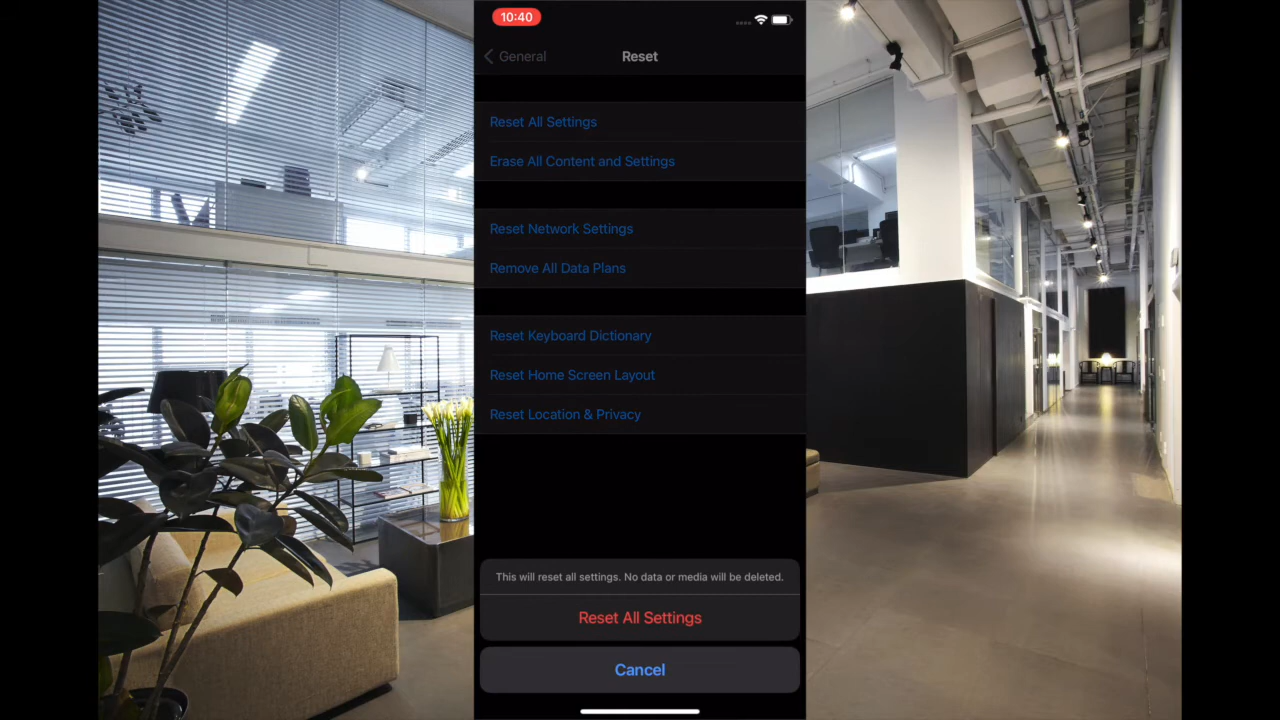 10:40
General
Reset
Reset All Settings
Erase All Content and Settings
Reset Network Settings
Remove All Data Plans
Reset Keyboard Dictionary
Reset Home Screen Layout
Reset Location & Privacy
This will reset all settings. No data or media will be deleted.
Reset All Settings
Cancel